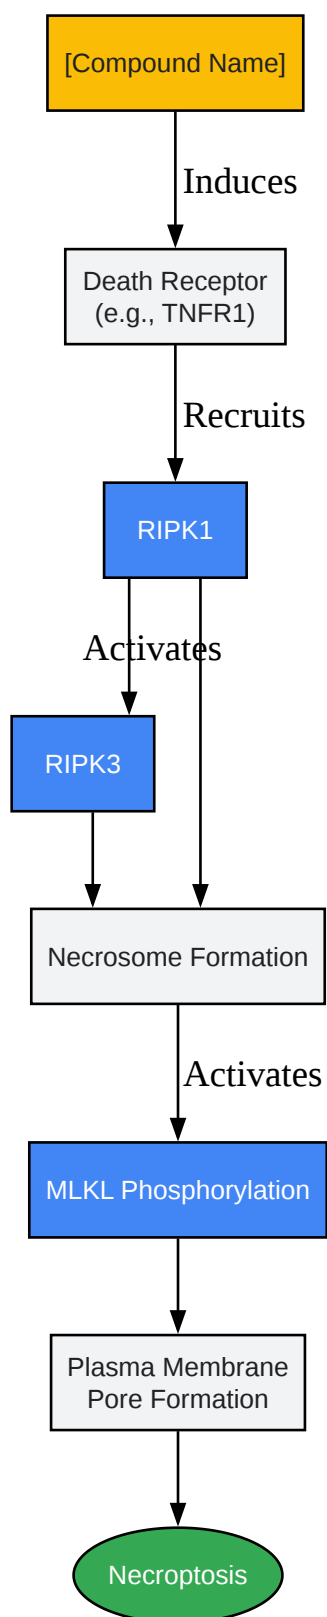 [Compound Name]
Induces
Death Receptor
(e.g., TNFR1)
Recruits
RIPK1
Activates
RIPK3
Necrosome Formation
Activates
MLKL Phosphorylation
Plasma Membrane
Pore Formation
Necroptosis